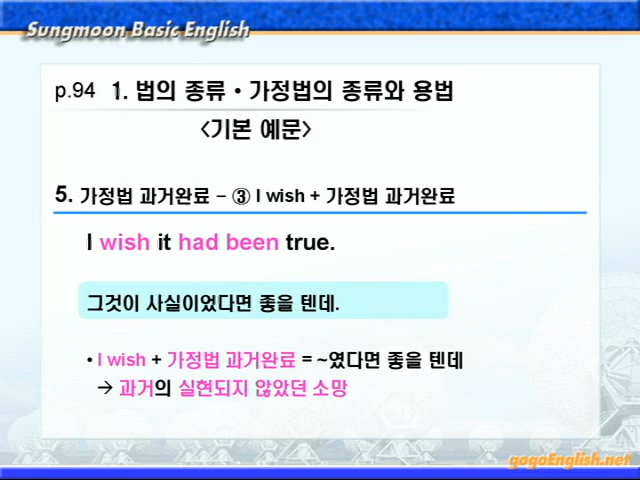 Sungmoon Basic English
p.94 1. 법의 종류 • 가정법의 종류와 용법
<기본 예문>
5. 가정법 과거완료 – ③ I wish + 가정법 과거완료
I wish it had been true.
그것이 사실이었다면 좋을 텐데.
• I wish + 가정법 과거완료 = ~였다면 좋을 텐데
→ 과거의 실현되지 않았던 소망
gogoEnglish.net